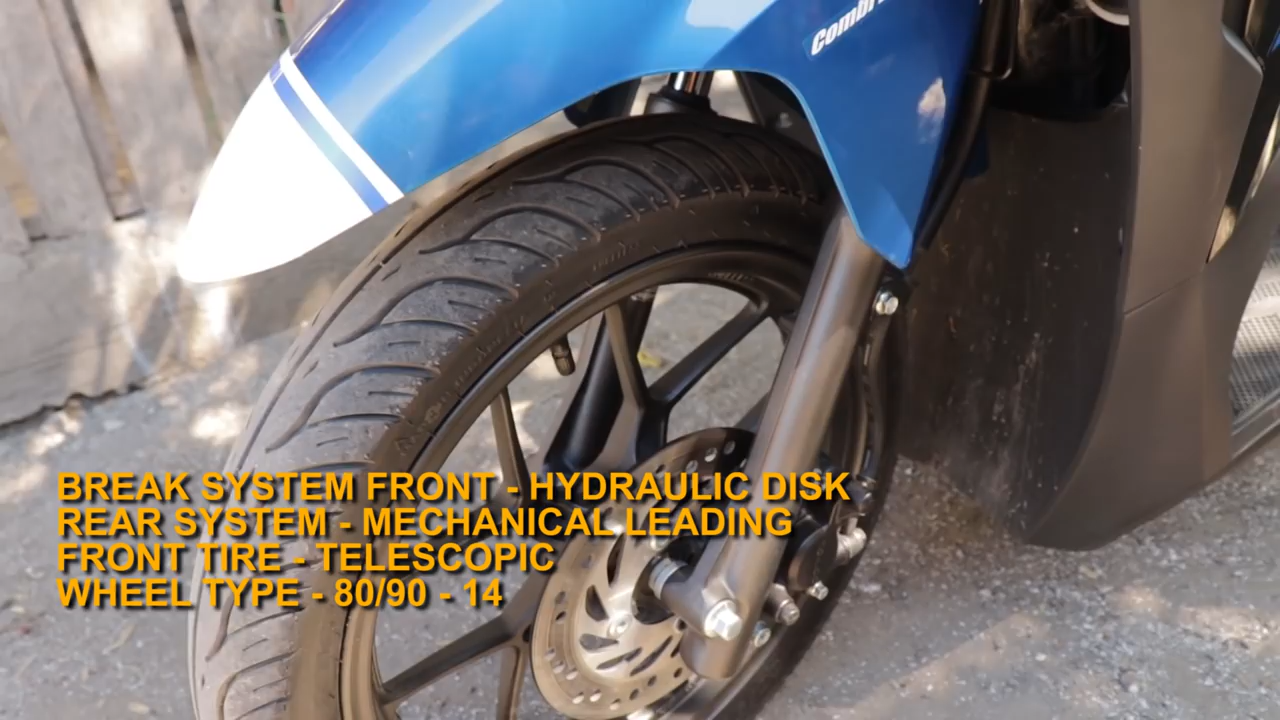 BREAK SYSTEM FRONT - HYDRAULIC DISK
REAR SYSTEM - MECHANICAL LEADING
FRONT TIRE - TELESCOPIC
WHEEL TYPE - 80/90 - 14